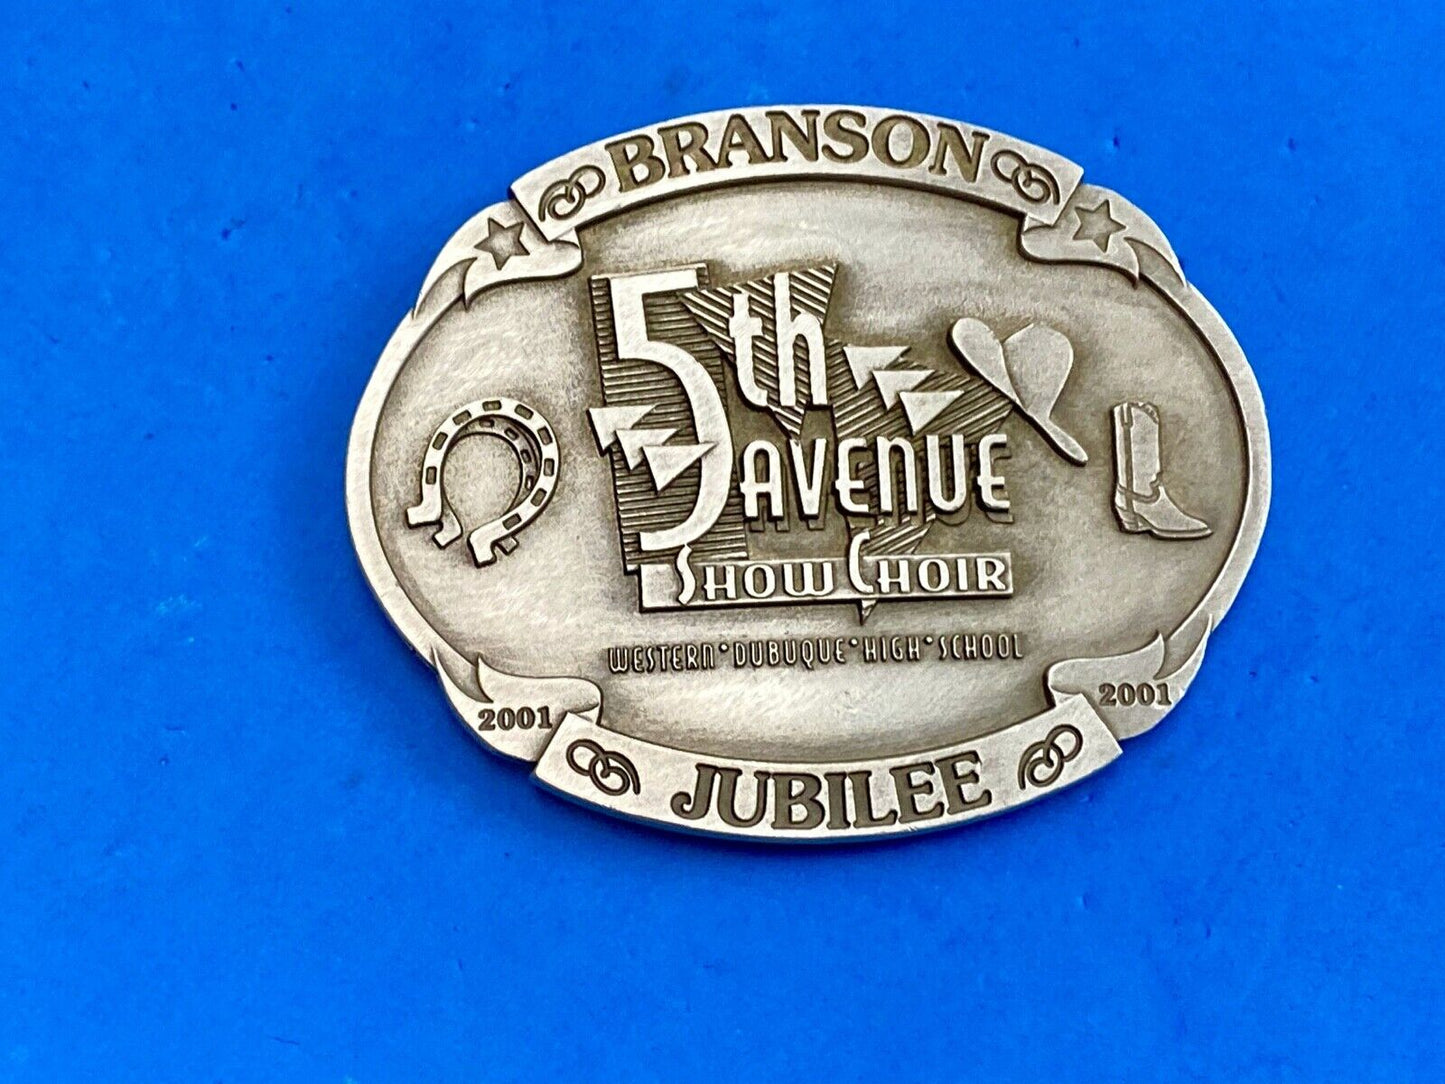 BRANSON
5th
AVENUE
SHOW CHOIR
WESTERN•DUBUQUE•HIGH•SCHOOL
2001
2001
JUBILEE